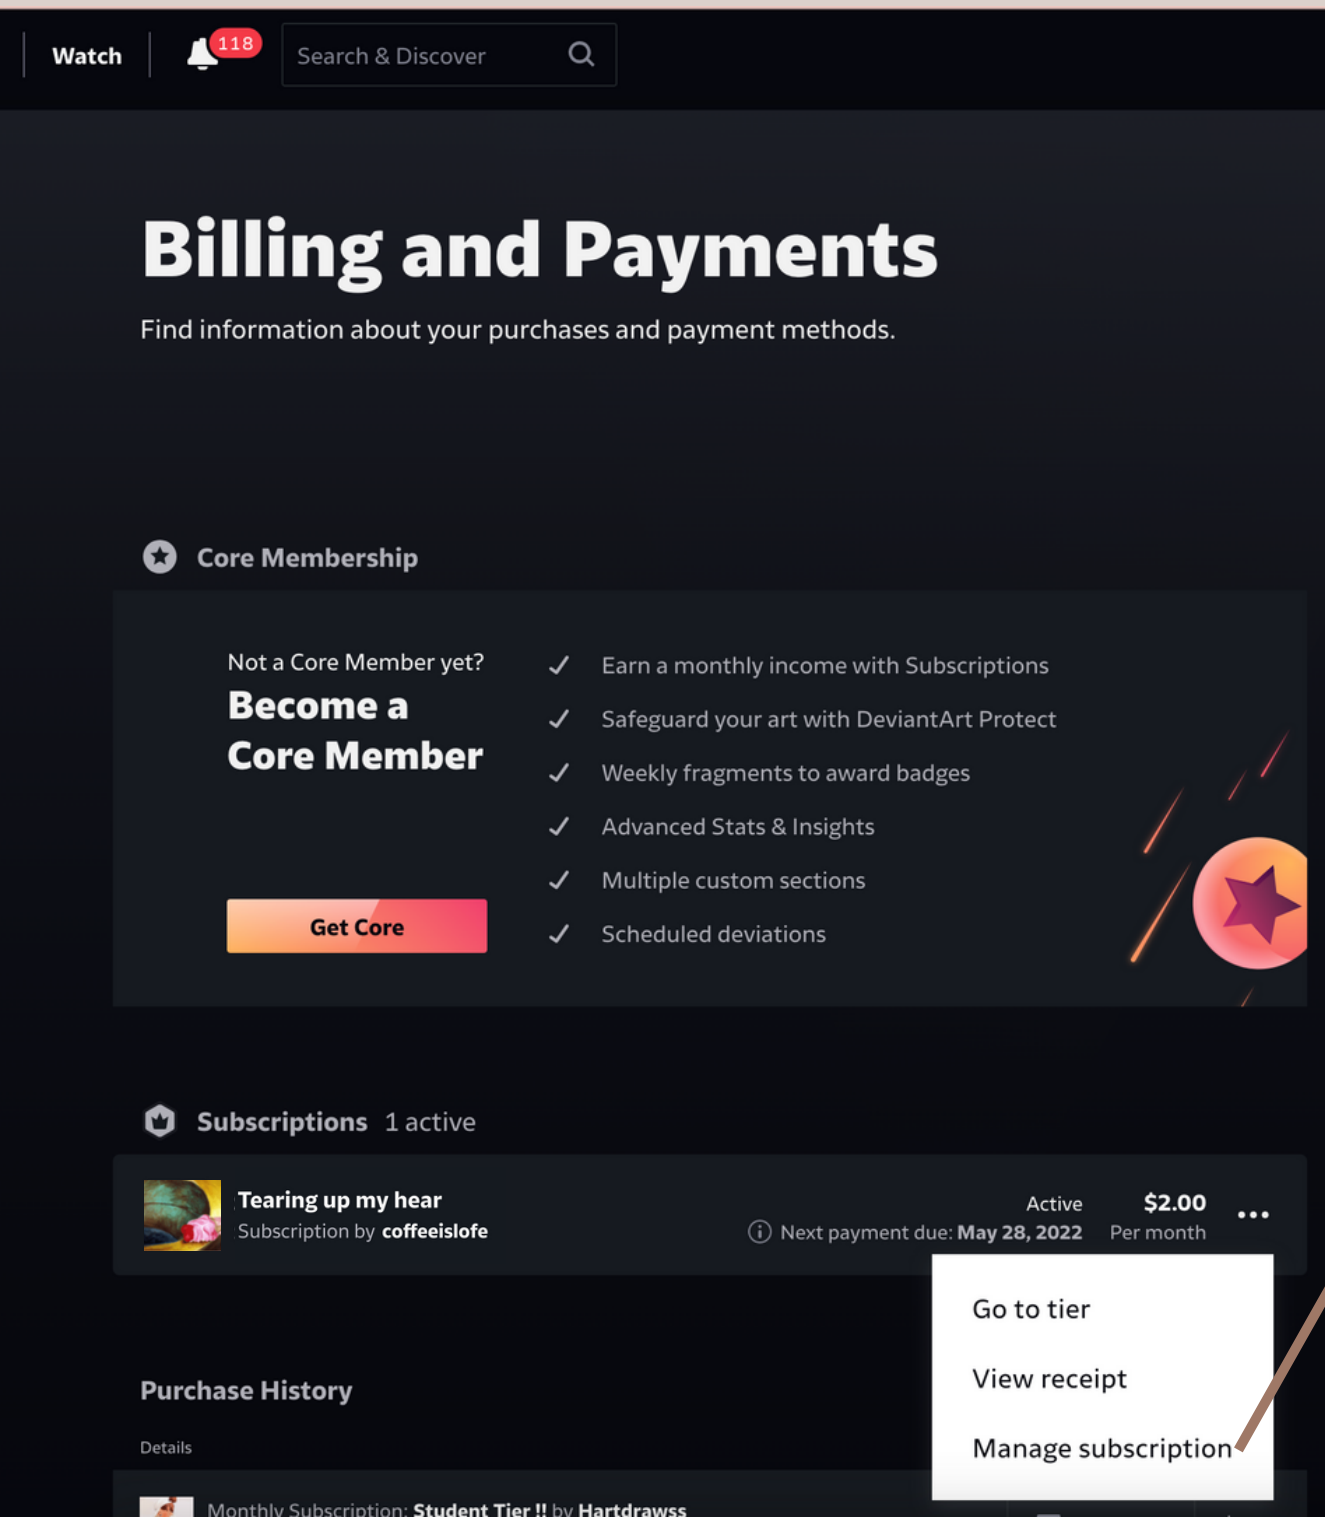 Watch
118
Search & Discover
Billing and Payments
Find information about your purchases and payment methods.
Core Membership
Not a Core Member yet?
Become a
Core Member
Get Core
Earn a monthly income with Subscriptions
Safeguard your art with DeviantArt Protect
Weekly fragments to award badges
Advanced Stats & Insights
Multiple custom sections
Scheduled deviations
Subscriptions 1 active
Tearing up my hear
Subscription by coffeeislofe
Active
Next payment due: May 28, 2022
$2.00
Per month
Go to tier
View receipt
Manage subscription
Purchase History
Details
Monthly Subscription: Student Tier !! by Hartdrawss